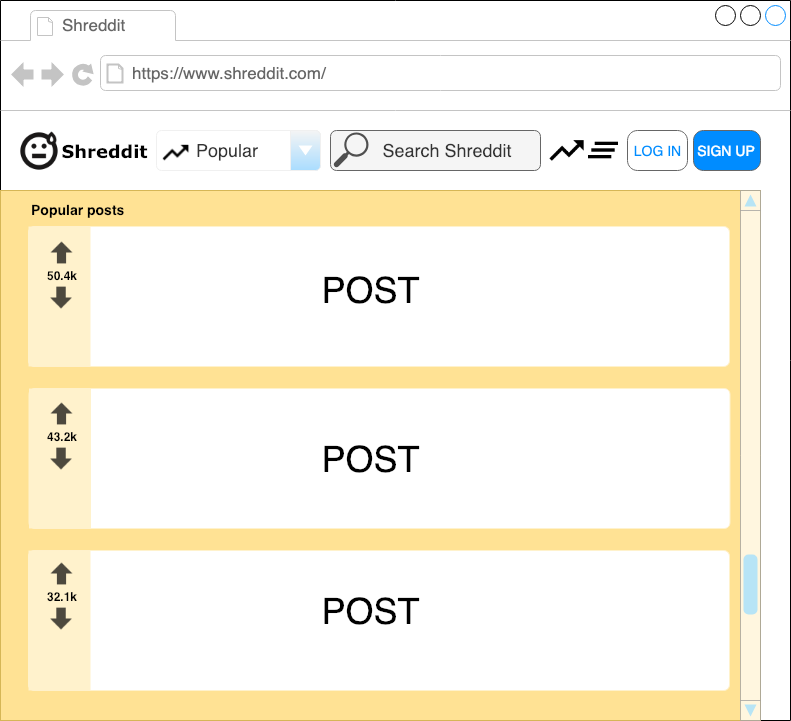 Shreddit
https://www.shreddit.com/
Shreddit Popular Search Shreddit LOG IN SIGN UP
Popular posts
50.4k
POST
43.2k
POST
32.1k
POST